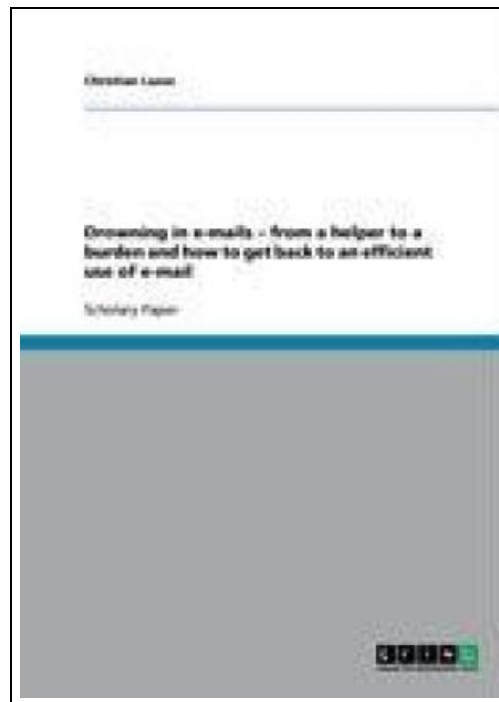 Christian
Drowning in e-mails – from a helper to a
burden and how to get back to an efficient
use of e-mail
Scholary Paper
GRIN